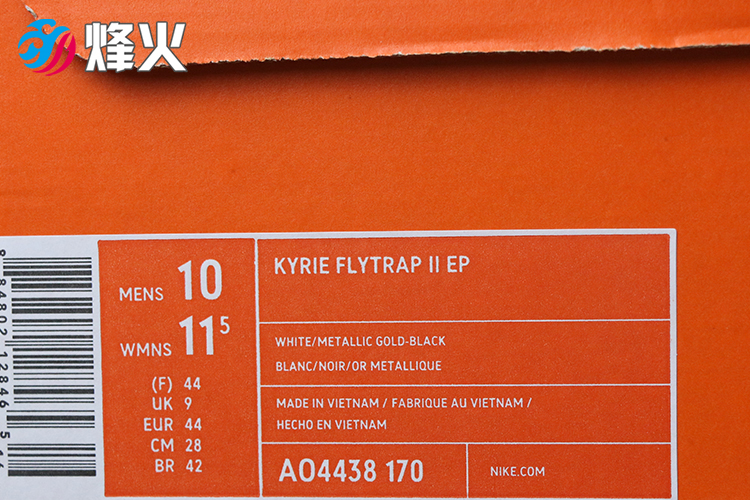 烽火
KYRIE FLYTRAP II EP
MENS 10
WMNS 11⁵
(F) 44
UK 9
EUR 44
CM 28
BR 42
WHITE/METALLIC GOLD-BLACK
BLANC/NOIR/OR METALLIQUE
MADE IN VIETNAM / FABRIQUE AU VIETNAM /
HECHO EN VIETNAM
AO4438 170
NIKE.COM